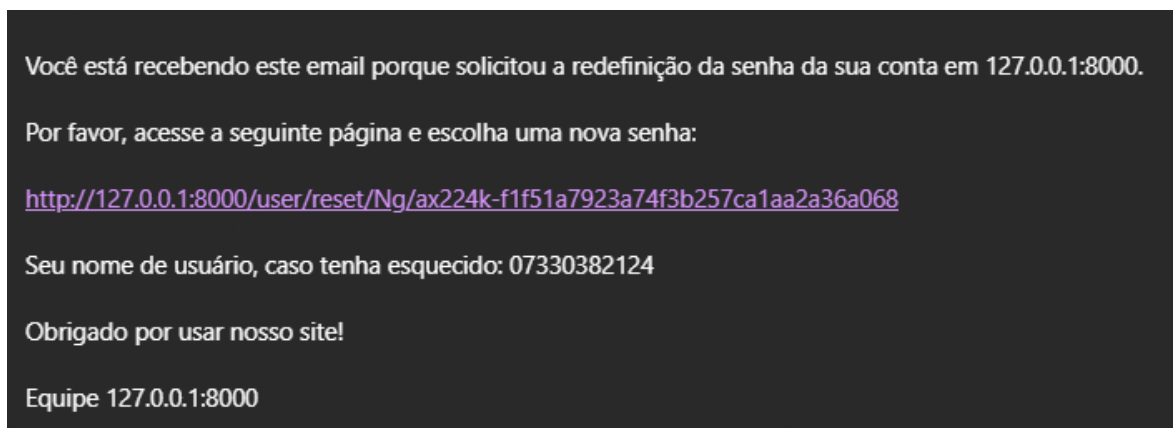 Você está recebendo este email porque solicitou a redefinição da senha da sua conta em 127.0.0.1:8000.
Por favor, acesse a seguinte página e escolha uma nova senha:
http://127.0.0.1:8000/user/reset/Ng/ax224k-f1f51a7923a74f3b257ca1aa2a36a068
Seu nome de usuário, caso tenha esquecido: 07330382124
Obrigado por usar nosso site!
Equipe 127.0.0.1:8000